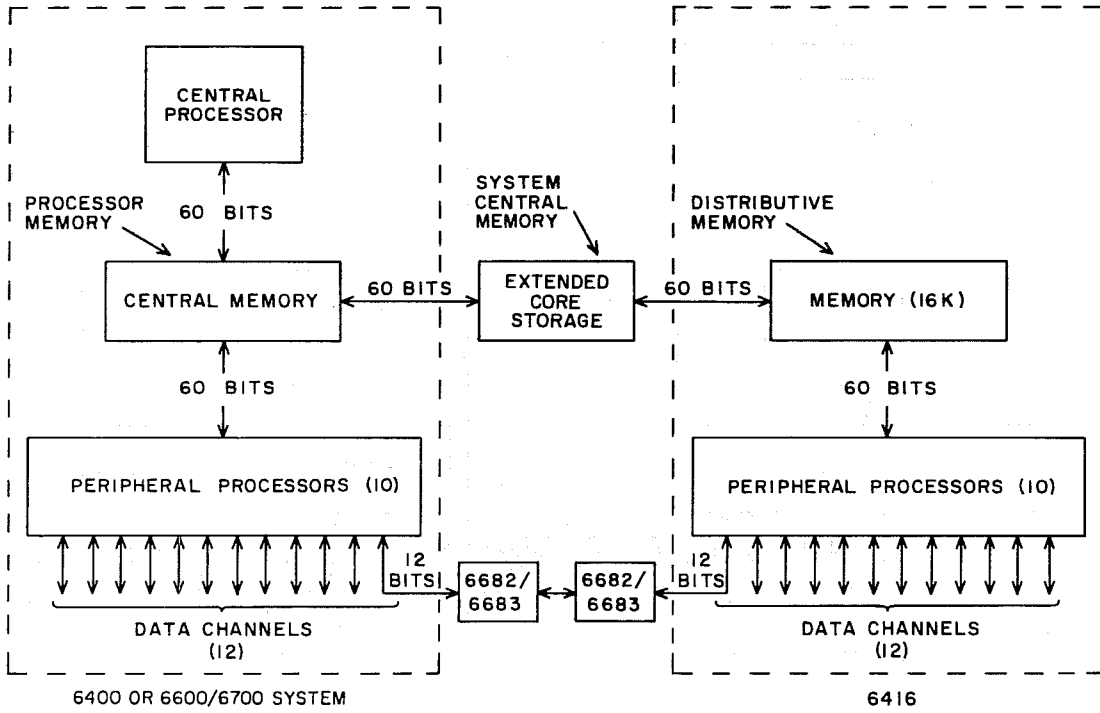 CENTRAL
PROCESSOR
PROCESSOR
MEMORY
60 BITS
SYSTEM
CENTRAL
MEMORY
DISTRIBUTIVE
MEMORY
CENTRAL MEMORY
60 BITS
EXTENDED
CORE
STORAGE
60 BITS
MEMORY (16K)
60 BITS
60 BITS
PERIPHERAL PROCESSORS (10)
PERIPHERAL PROCESSORS (10)
12
BITS
6682/
6683
6682/
6683
12
BITS
DATA CHANNELS
(12)
DATA CHANNELS
(12)
6400 OR 6600/6700 SYSTEM
6416